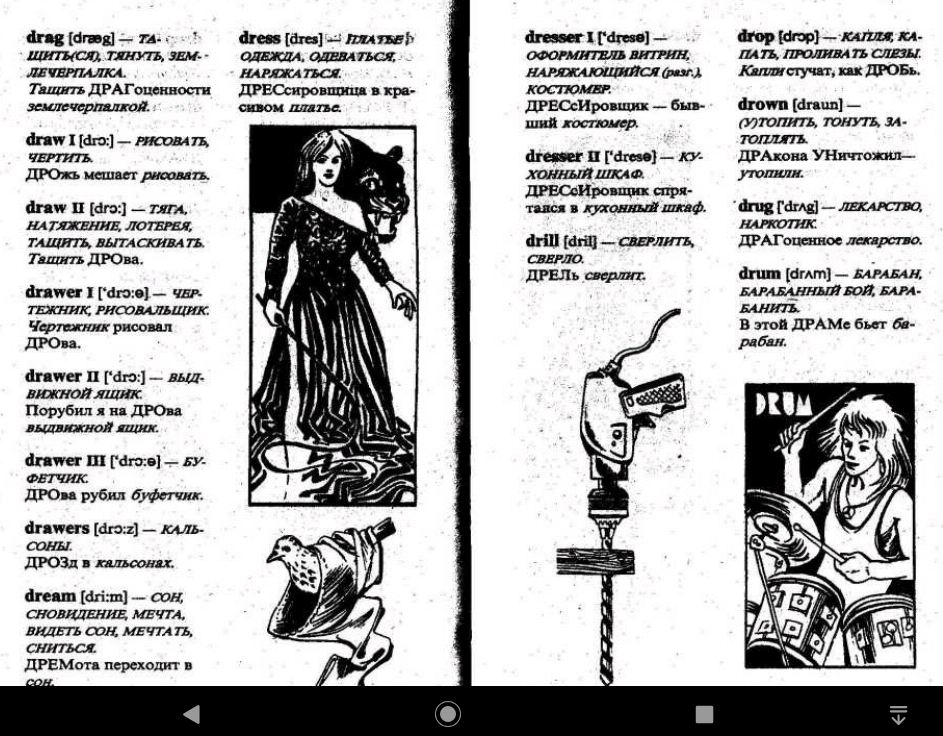 drag [dræg] — ТА-
ЩИТЬ(СЯ), ТЯНУТЬ, ЗЕМ-
ЛЕЧЕРПАЛКА.
Тащить ДРАГоценности
землечерпалкой.
draw I [drɔ:] — РИСОВАТЬ,
ЧЕРТИТЬ.
ДРОжь мешает рисовать.
draw II [drɔ:] — ТЯГА,
НАТЯЖЕНИЕ, ЛОТЕРЕЯ,
ТАЩИТЬ, ВЫТАСКИВАТЬ.
Тащить ДРОва.
drawer I ['drɔ:ə] — ЧЕР-
ТЕЖНИК, РИСОВАЛЬЩИК.
Чертежник рисовал
ДРОва.
drawer II ['drɔ:] — ВЫД-
ВИЖНОЙ ЯЩИК.
Порубил я на ДРОва
выдвижной ящик.
drawer III ['drɔ:ə] — БУ-
ФЕТЧИК.
ДРОва рубил буфетчик.
drawers [drɔ:z] — КАЛЬ-
СОНЫ.
ДРОЗд в кальсонах.
dream [dri:m] — СОН,
СНОВИДЕНИЕ, МЕЧТА,
ВИДЕТЬ СОН, МЕЧТАТЬ,
СНИТЬСЯ.
ДРЕМота переходит в
сон.
dress [dres] — ПЛАТЬЕ,
ОДЕЖДА, ОДЕВАТЬСЯ,
НАРЯЖАТЬСЯ.
ДРЕСсировщица в кра-
сивом платье.
dresser I ['dresə] —
ОФОРМИТЕЛЬ ВИТРИН,
НАРЯЖАЮЩИЙСЯ (разг.),
КОСТЮМЕР.
ДРЕСсИровщик — быв-
ший костюмер.
dresser II ['dresə] — КУ-
ХОННЫЙ ШКАФ.
ДРЕСсИровщик спря-
тался в кухонный шкаф.
drill [dril] — СВЕРЛИТЬ,
СВЕРЛО.
ДРЕЛЬ сверлит.
drop [drɔp] — КАПЛЯ, КА-
ПАТЬ, ПРОЛИВАТЬ СЛЕЗЫ.
Капли стучат, как ДРОБь.
drown [draun] —
(У)ТОПИТЬ, ТОНУТЬ, ЗА-
ТОПЛЯТЬ.
ДРАкона УНичтожил—
утопили.
drug ['drʌg] — ЛЕКАРСТВО,
НАРКОТИК.
ДРАГоценное лекарство.
drum [drʌm] — БАРАБАН,
БАРАБАННЫЙ БОЙ, БАРА-
БАНИТЬ.
В этой ДРАМе бьет ба-
рабан.
DRUM